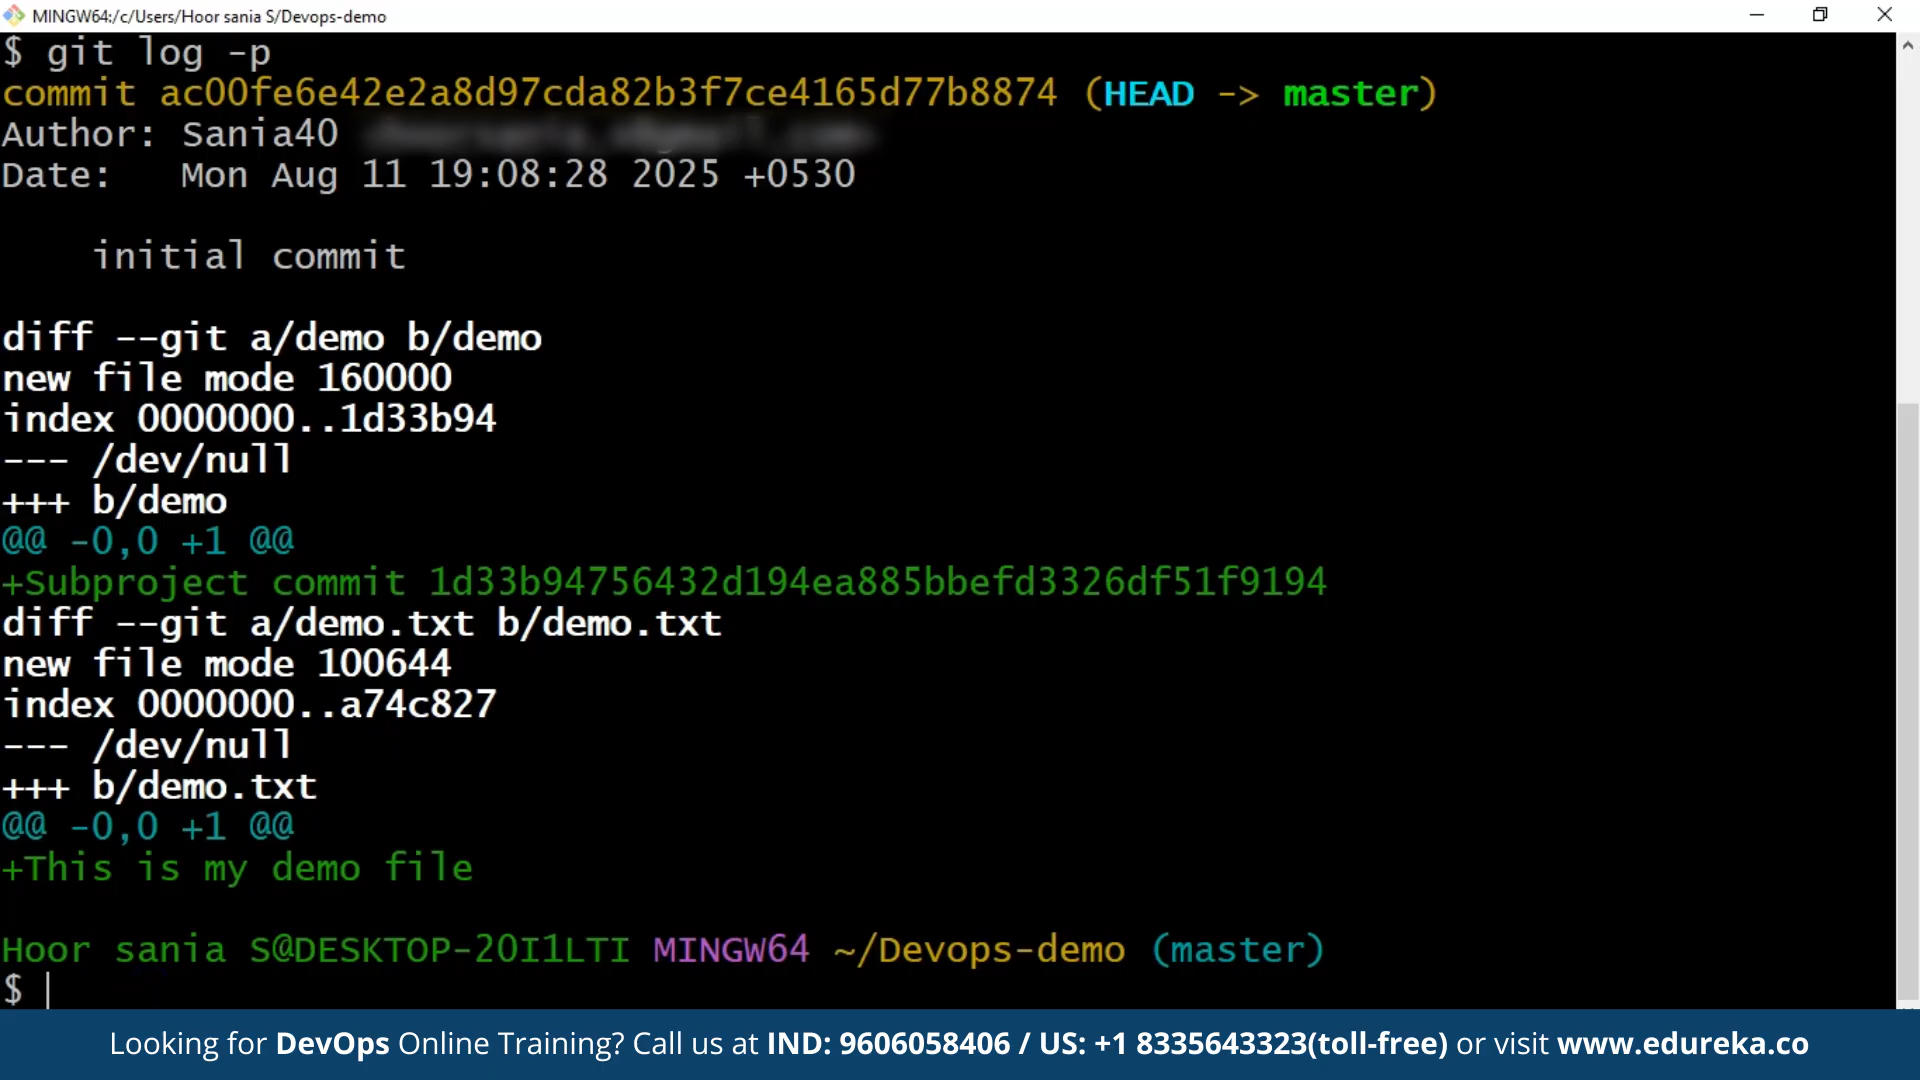 MINGW64:/c/Users/Hoor sania S/Devops-demo
$ git log -p
commit ac00fe6e42e2a8d97cda82b3f7ce4165d77b8874 (HEAD -> master)
Author: Sania40
Date:   Mon Aug 11 19:08:28 2025 +0530
    initial commit
diff --git a/demo b/demo
new file mode 160000
index 0000000..1d33b94
--- /dev/null
+++ b/demo
@@ -0,0 +1 @@
+Subproject commit 1d33b94756432d194ea885bbefd3326df51f9194
diff --git a/demo.txt b/demo.txt
new file mode 100644
index 0000000..a74c827
--- /dev/null
+++ b/demo.txt
@@ -0,0 +1 @@
+This is my demo file
Hoor sania S@DESKTOP-20I1LTI MINGW64 ~/Devops-demo (master)
$
Looking for DevOps Online Training? Call us at IND: 9606058406 / US: +1 8335643323(toll-free) or visit www.edureka.co